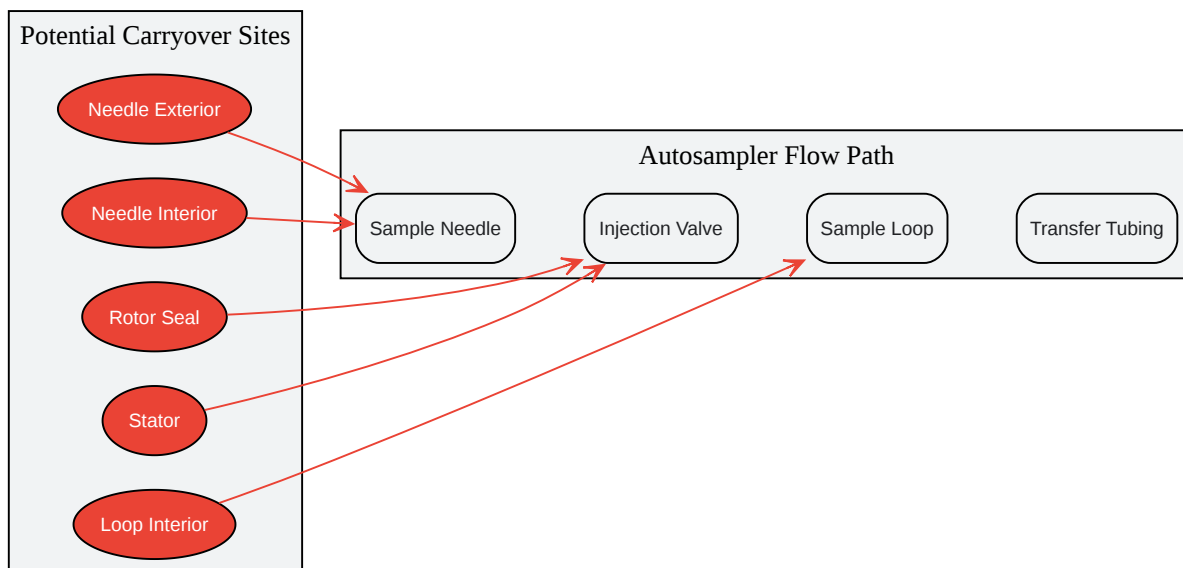 Potential Carryover Sites
Needle Exterior
Needle Interior
Rotor Seal
Stator
Loop Interior
Autosampler Flow Path
Sample Needle
Injection Valve
Sample Loop
Transfer Tubing